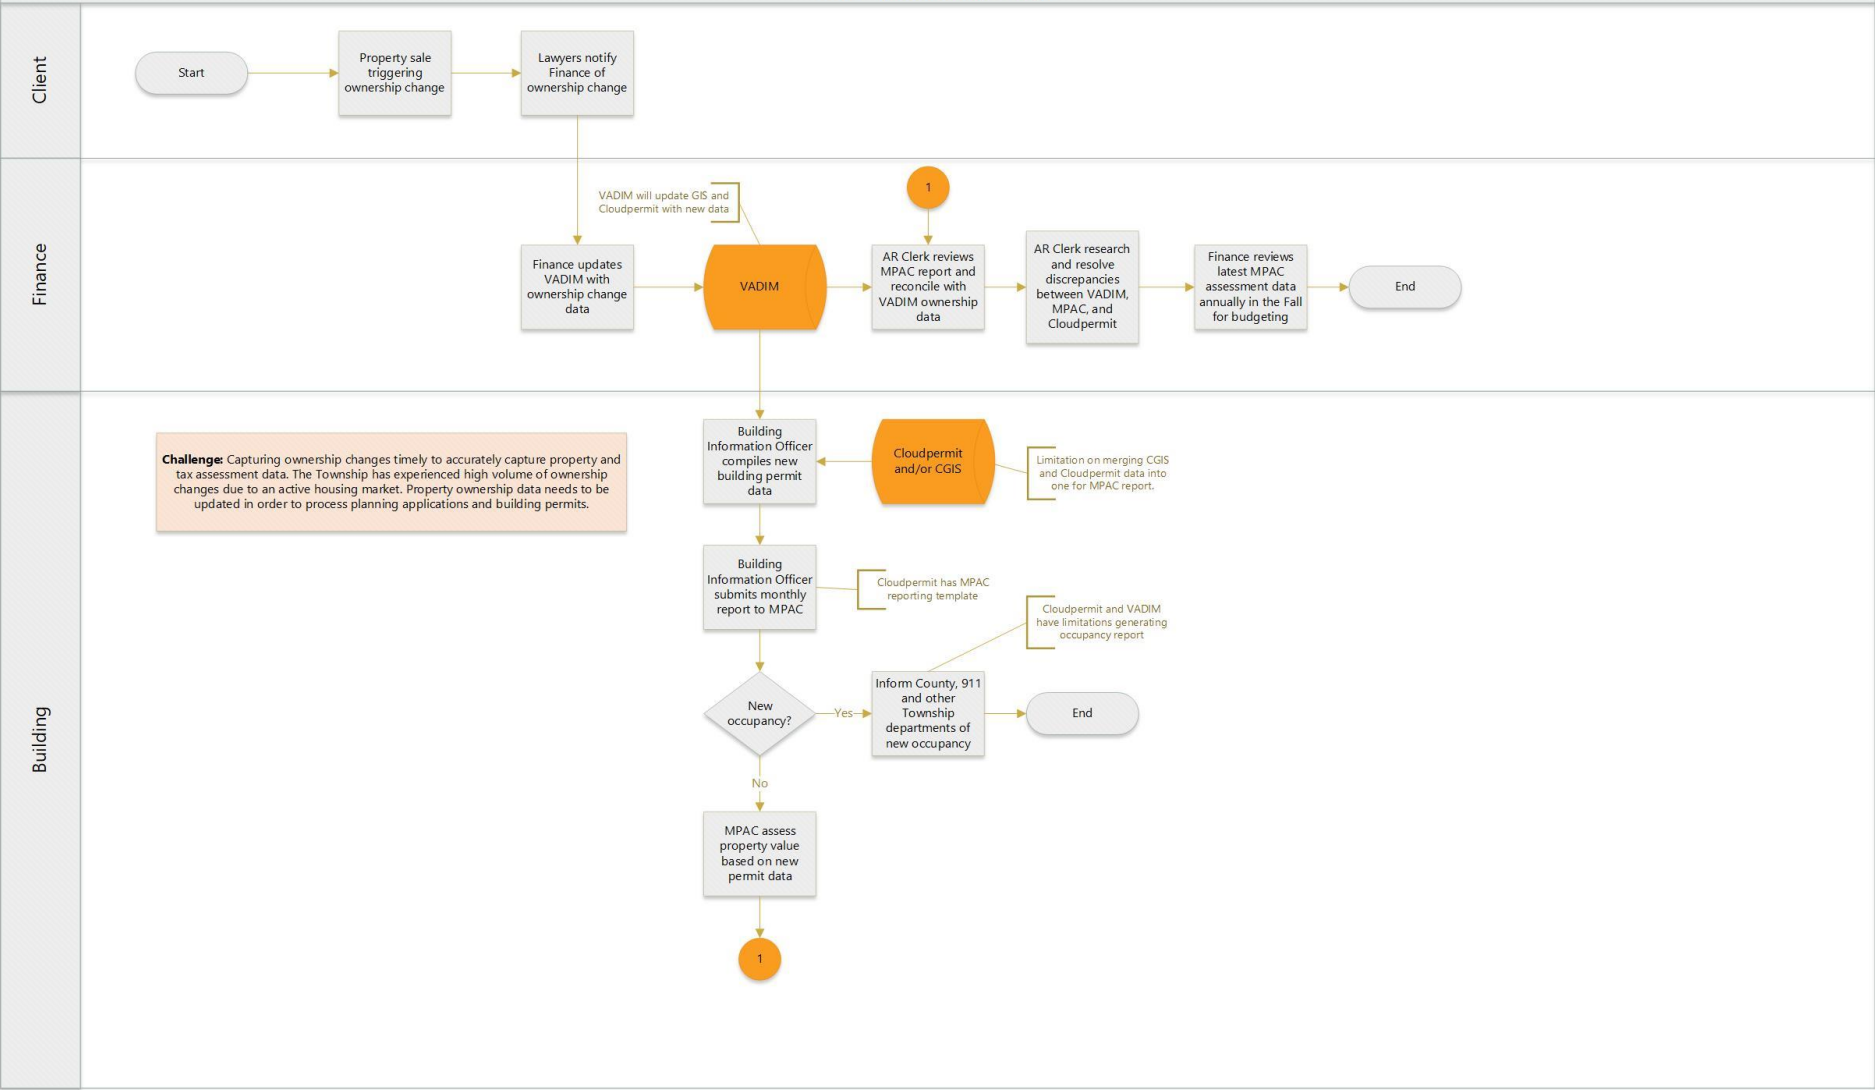 Client
Start
Property sale
triggering
ownership change
Lawyers notify
Finance of
ownership change
Finance
VADIM will update GIS and
Cloudpermit with new data
1
Finance updates
VADIM with
ownership change
data
VADIM
AR Clerk reviews
MPAC report and
reconcile with
VADIM ownership
data
AR Clerk research
and resolve
discrepancies
between VADIM,
MPAC, and
Cloudpermit
Finance reviews
latest MPAC
assessment data
annually in the Fall
for budgeting
End
Building
Challenge: Capturing ownership changes timely to accurately capture property and
tax assessment data. The Township has experienced high volume of ownership
changes due to an active housing market. Property ownership data needs to be
updated in order to process planning applications and building permits.
Building
Information Officer
compiles new
building permit
data
Cloudpermit
and/or CGIS
Limitation on merging CGIS
and Cloudpermit data into
one for MPAC report.
Building
Information Officer
submits monthly
report to MPAC
Cloudpermit has MPAC
reporting template
Cloudpermit and VADIM
have limitations generating
occupancy report
New
occupancy?
Yes
Inform County, 911
and other
Township
departments of
new occupancy
End
No
MPAC assess
property value
based on new
permit data
1